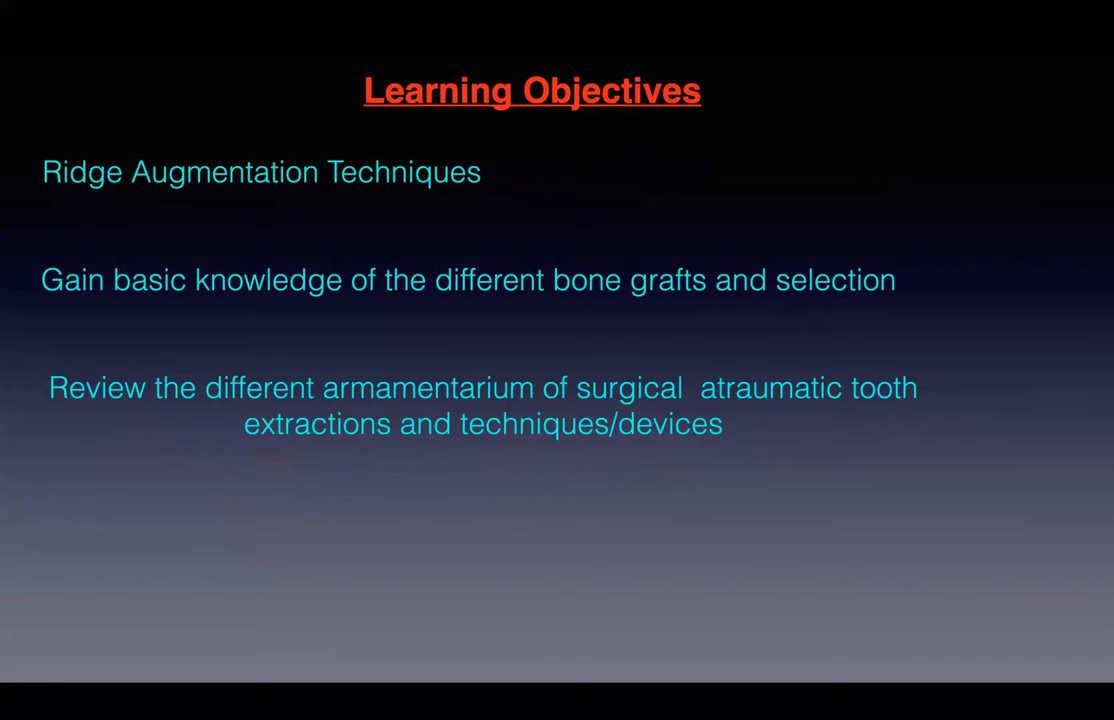 Learning Objectives
Ridge Augmentation Techniques
Gain basic knowledge of the different bone grafts and selection
Review the different armamentarium of surgical  atraumatic tooth
extractions and techniques/devices